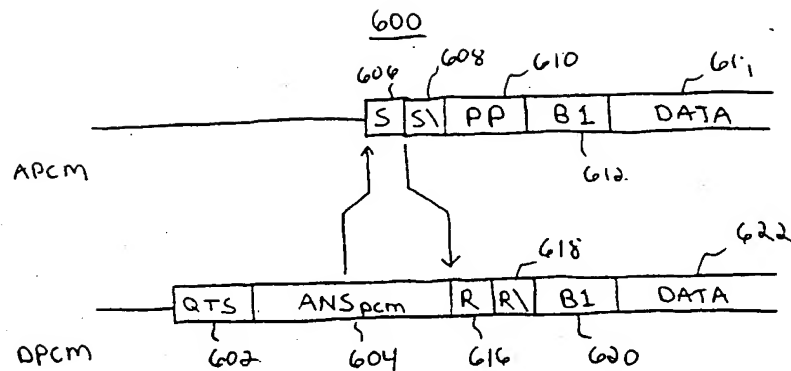 600
606 608 610 611
S S\ PP B1 DATA
APCM
612
618 622
QTS ANSpcm R R\ B1 DATA
DPCM
602 604 616 620